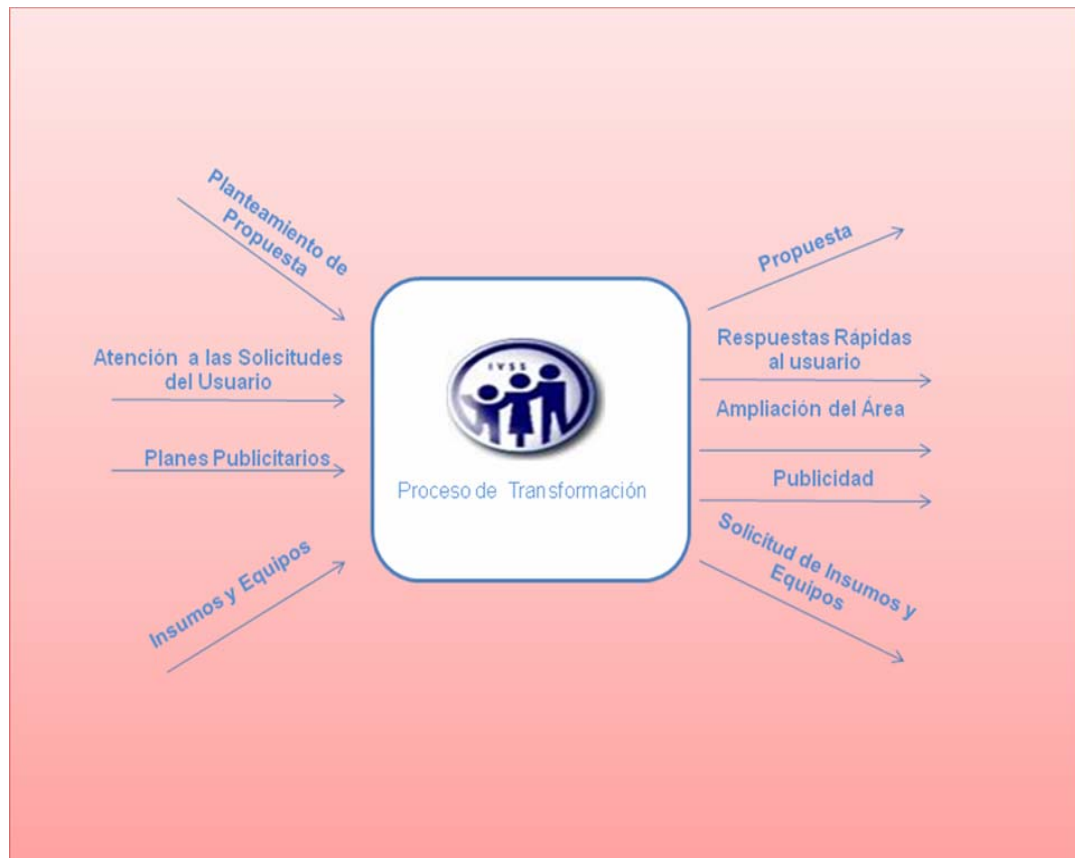 Planteamiento de
Propuesta
Atención a las Solicitudes
del Usuario
Planes Publicitarios
Insumos y Equipos
IVSS
Proceso de Transformación
Propuesta
Respuestas Rápidas
al usuario
Ampliación del Área
Publicidad
Solicitud de Insumos y
Equipos